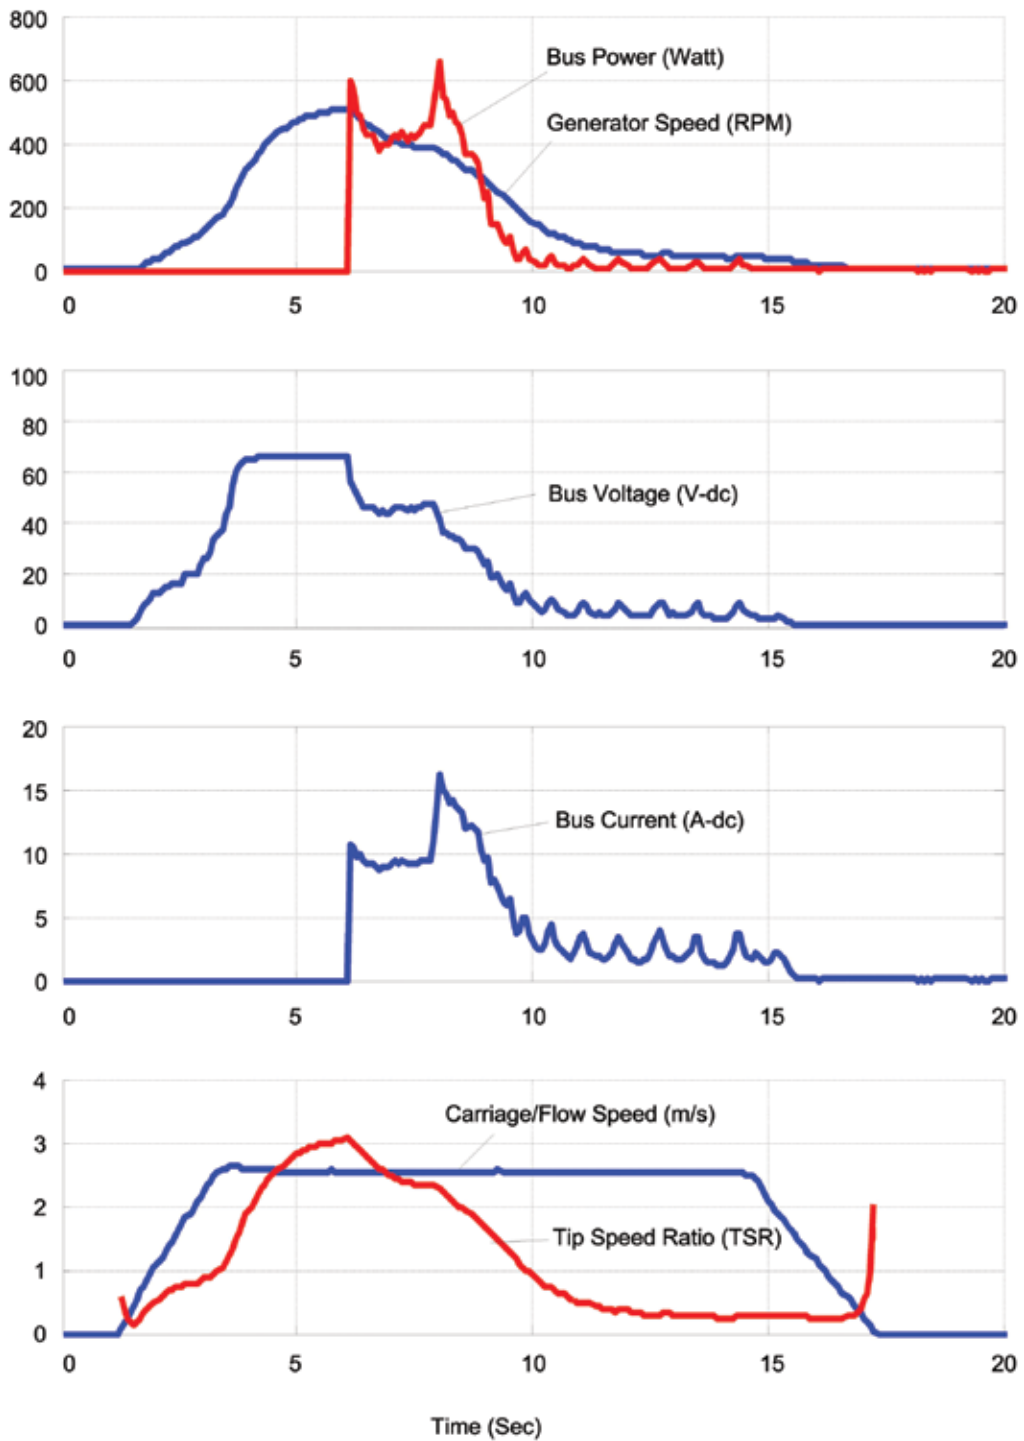 800
600
400
200
0
Bus Power (Watt)
Generator Speed (RPM)
0 5 10 15 20
100
80
60
40
20
0
Bus Voltage (V-dc)
0 5 10 15 20
20
15
10
5
0
Bus Current (A-dc)
0 5 10 15 20
4
3
2
1
0
Carriage/Flow Speed (m/s)
Tip Speed Ratio (TSR)
0 5 10 15 20
Time (Sec)